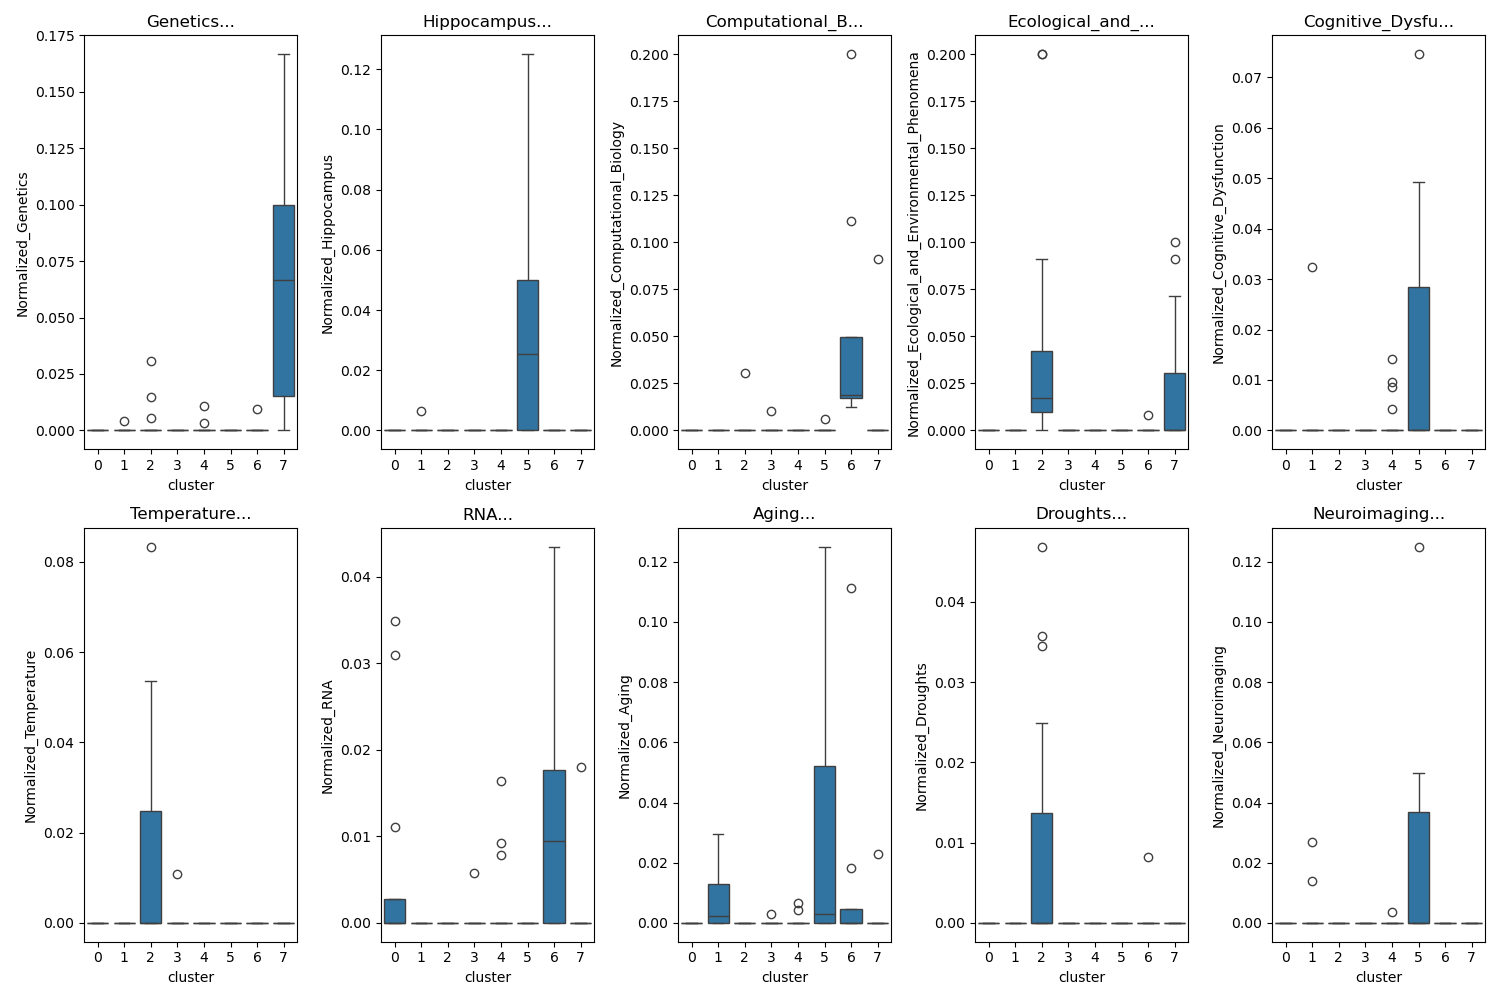 Genetics...
Normalized_Genetics
0.175
0.150
0.125
0.100
0.075
0.050
0.025
0.000
0 1 2 3 4 5 6 7
cluster
Hippocampus...
Normalized_Hippocampus
0.12
0.10
0.08
0.06
0.04
0.02
0.00
0 1 2 3 4 5 6 7
cluster
Computational_B...
Normalized_Computational_Biology
0.200
0.175
0.150
0.125
0.100
0.075
0.050
0.025
0.000
0 1 2 3 4 5 6 7
cluster
Ecological_and_...
Normalized_Ecological_and_Environmental_Phenomena
0.200
0.175
0.150
0.125
0.100
0.075
0.050
0.025
0.000
0 1 2 3 4 5 6 7
cluster
Cognitive_Dysfu...
Normalized_Cognitive_Dysfunction
0.07
0.06
0.05
0.04
0.03
0.02
0.01
0.00
0 1 2 3 4 5 6 7
cluster
Temperature...
Normalized_Temperature
0.08
0.06
0.04
0.02
0.00
0 1 2 3 4 5 6 7
cluster
RNA...
Normalized_RNA
0.04
0.03
0.02
0.01
0.00
0 1 2 3 4 5 6 7
cluster
Aging...
Normalized_Aging
0.12
0.10
0.08
0.06
0.04
0.02
0.00
0 1 2 3 4 5 6 7
cluster
Droughts...
Normalized_Droughts
0.04
0.03
0.02
0.01
0.00
0 1 2 3 4 5 6 7
cluster
Neuroimaging...
Normalized_Neuroimaging
0.12
0.10
0.08
0.06
0.04
0.02
0.00
0 1 2 3 4 5 6 7
cluster